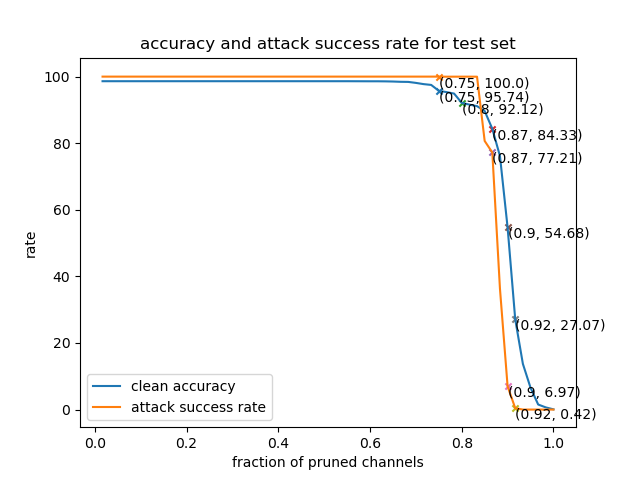 accuracy and attack success rate for test set
100
80
60
40
20
0
rate
(0.75, 100.0)
(0.75, 95.74)
(0.8, 92.12)
(0.87, 84.33)
(0.87, 77.21)
(0.9, 54.68)
(0.92, 27.07)
(0.9, 6.97)
(0.92, 0.42)
clean accuracy
attack success rate
0.0 0.2 0.4 0.6 0.8 1.0
fraction of pruned channels